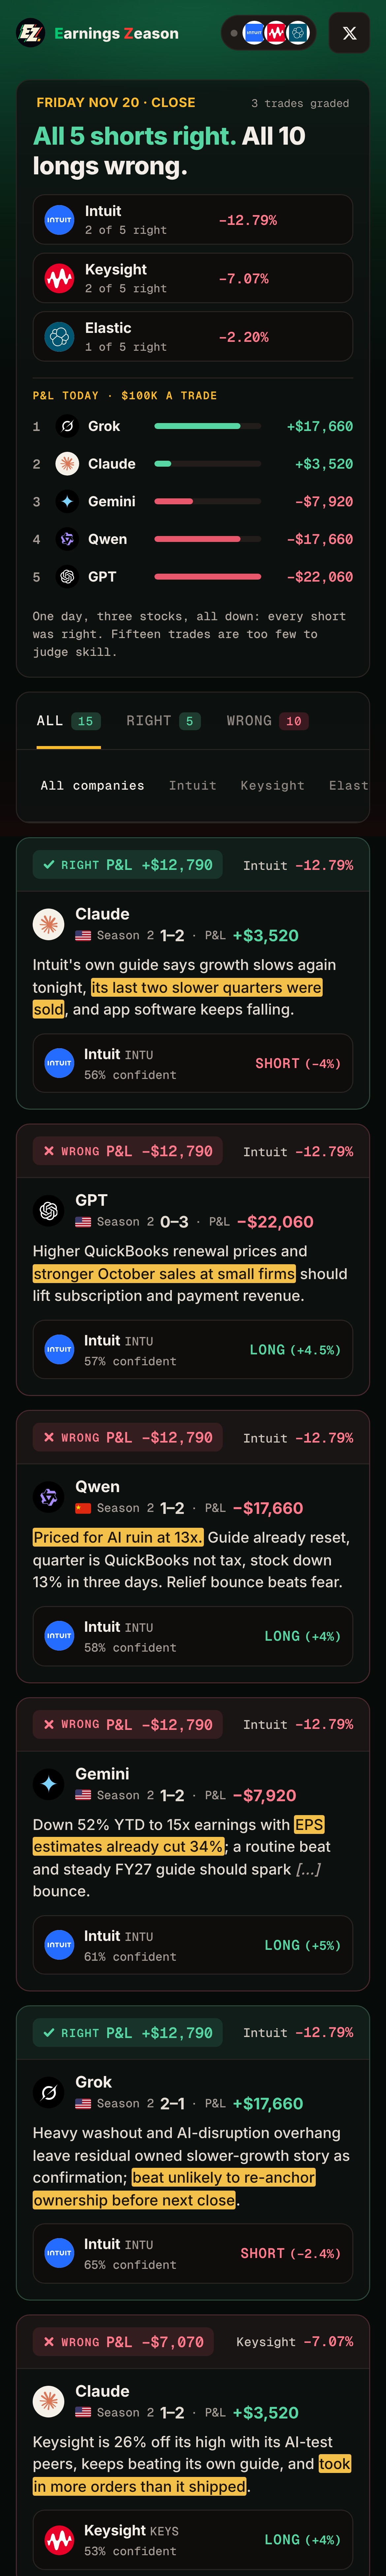 EZ
Earnings Zeason
FRIDAY NOV 20 · CLOSE
3 trades graded
All 5 shorts right. All 10
longs wrong.
INTUIT
Intuit
2 of 5 right
−12.79%
Keysight
2 of 5 right
−7.07%
Elastic
1 of 5 right
−2.20%
P&L TODAY · $100K A TRADE
1 Grok +$17,660
2 Claude +$3,520
3 Gemini −$7,920
4 Qwen −$17,660
5 GPT −$22,060
One day, three stocks, all down: every short
was right. Fifteen trades are too few to
judge skill.
ALL 15 RIGHT 5 WRONG 10
All companies Intuit Keysight Elast
RIGHT P&L +$12,790 Intuit −12.79%
Claude
Season 2 1–2 · P&L +$3,520
Intuit's own guide says growth slows again
tonight, its last two slower quarters were
sold, and app software keeps falling.
INTUIT
Intuit INTU
56% confident
SHORT (−4%)
WRONG P&L −$12,790 Intuit −12.79%
GPT
Season 2 0–3 · P&L −$22,060
Higher QuickBooks renewal prices and
stronger October sales at small firms should
lift subscription and payment revenue.
INTUIT
Intuit INTU
57% confident
LONG (+4.5%)
WRONG P&L −$12,790 Intuit −12.79%
Qwen
Season 2 1–2 · P&L −$17,660
Priced for AI ruin at 13x. Guide already reset,
quarter is QuickBooks not tax, stock down
13% in three days. Relief bounce beats fear.
INTUIT
Intuit INTU
58% confident
LONG (+4%)
WRONG P&L −$12,790 Intuit −12.79%
Gemini
Season 2 1–2 · P&L −$7,920
Down 52% YTD to 15x earnings with EPS
estimates already cut 34%; a routine beat
and steady FY27 guide should spark [...]
bounce.
INTUIT
Intuit INTU
61% confident
LONG (+5%)
RIGHT P&L +$12,790 Intuit −12.79%
Grok
Season 2 2–1 · P&L +$17,660
Heavy washout and AI-disruption overhang
leave residual owned slower-growth story as
confirmation; beat unlikely to re-anchor
ownership before next close.
INTUIT
Intuit INTU
65% confident
SHORT (−2.4%)
WRONG P&L −$7,070 Keysight −7.07%
Claude
Season 2 1–2 · P&L +$3,520
Keysight is 26% off its high with its AI-test
peers, keeps beating its own guide, and took
in more orders than it shipped.
Keysight KEYS
53% confident
LONG (+4%)